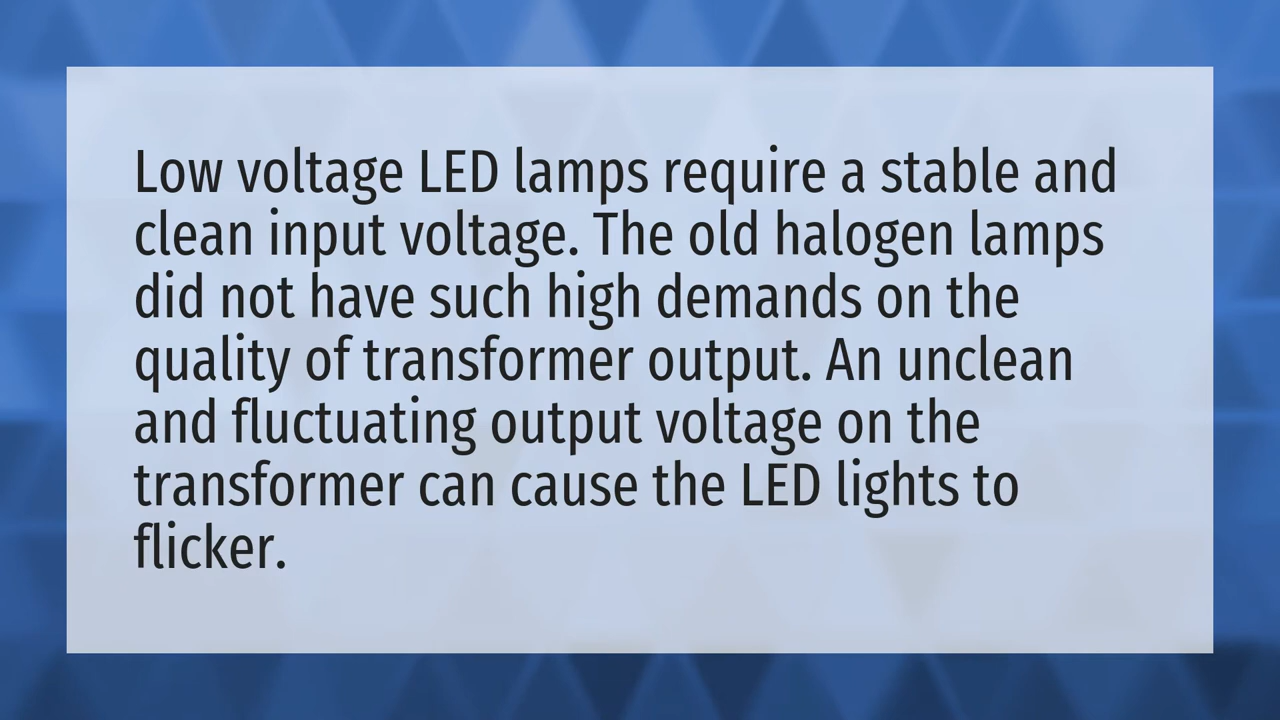 Low voltage LED lamps require a stable and
clean input voltage. The old halogen lamps
did not have such high demands on the
quality of transformer output. An unclean
and fluctuating output voltage on the
transformer can cause the LED lights to
flicker.